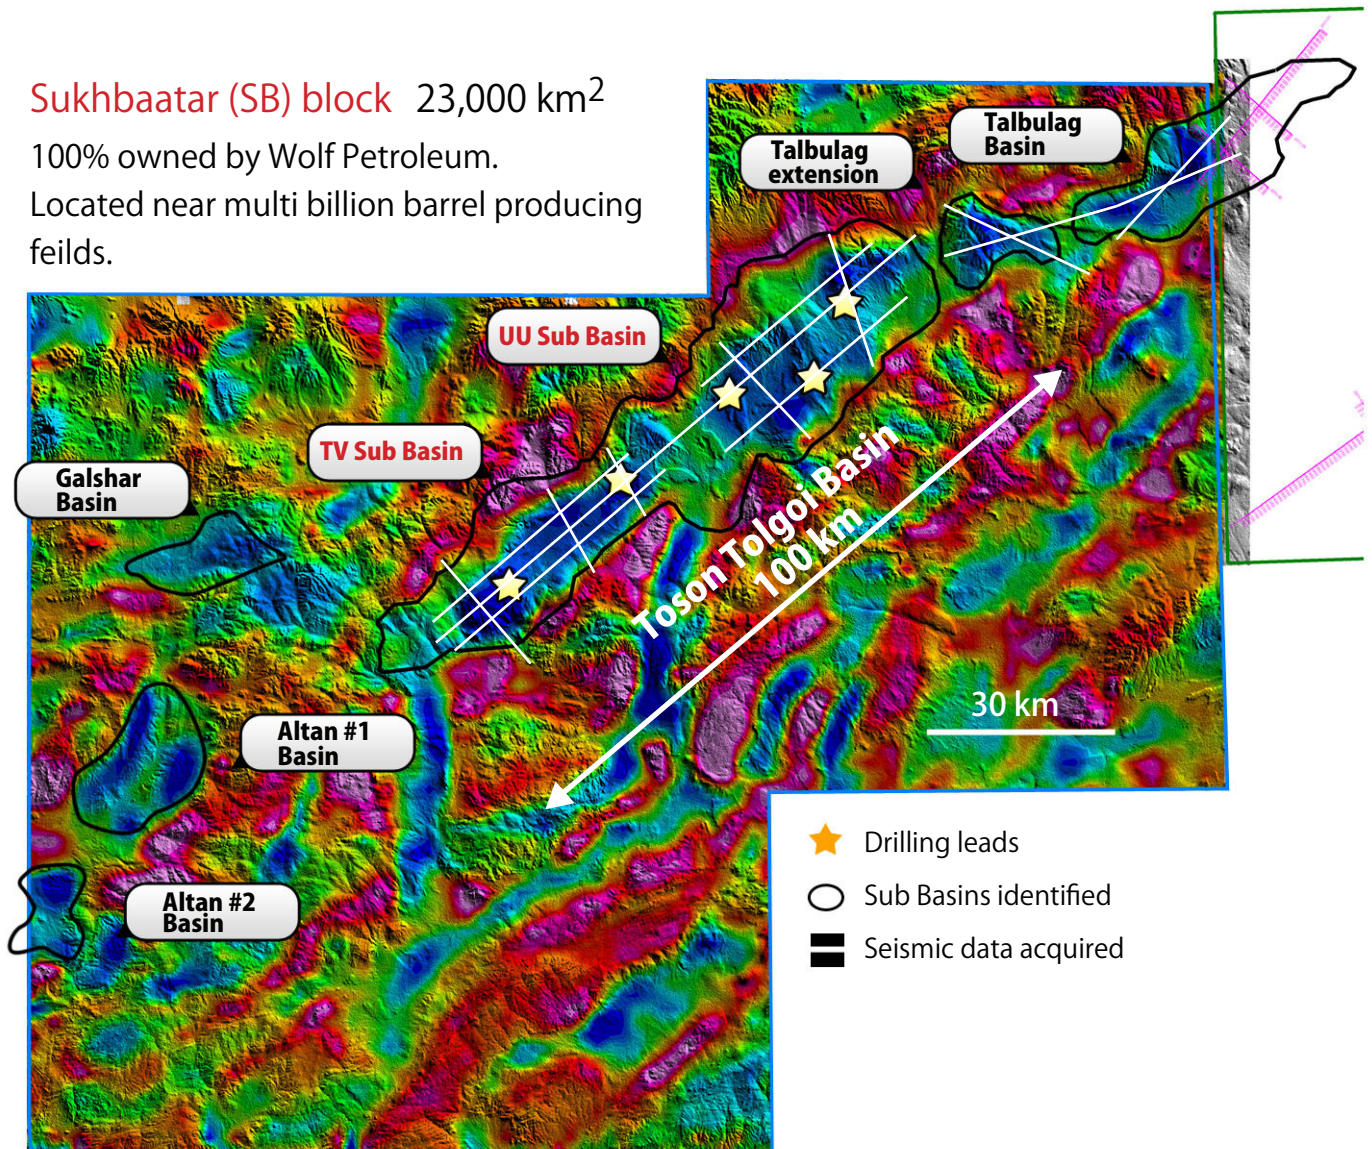 Sukhbaatar (SB) block 23,000 km2
100% owned by Wolf Petroleum.
Located near multi billion barrel producing
feilds.
Talbulag
Basin
Talbulag
extension
UU Sub Basin
TV Sub Basin
Galshar
Basin
Toson Tolgoi Basin
100 km
30 km
Altan #1
Basin
Altan #2
Basin
Drilling leads
Sub Basins identified
Seismic data acquired